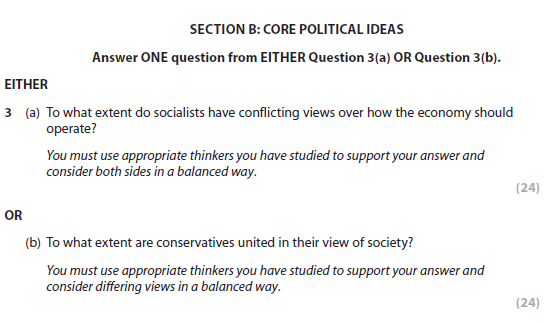 SECTION B: CORE POLITICAL IDEAS
Answer ONE question from EITHER Question 3(a) OR Question 3(b).
EITHER
3 (a) To what extent do socialists have conflicting views over how the economy should
operate?
You must use appropriate thinkers you have studied to support your answer and
consider both sides in a balanced way.
(24)
OR
(b) To what extent are conservatives united in their view of society?
You must use appropriate thinkers you have studied to support your answer and
consider differing views in a balanced way.
(24)